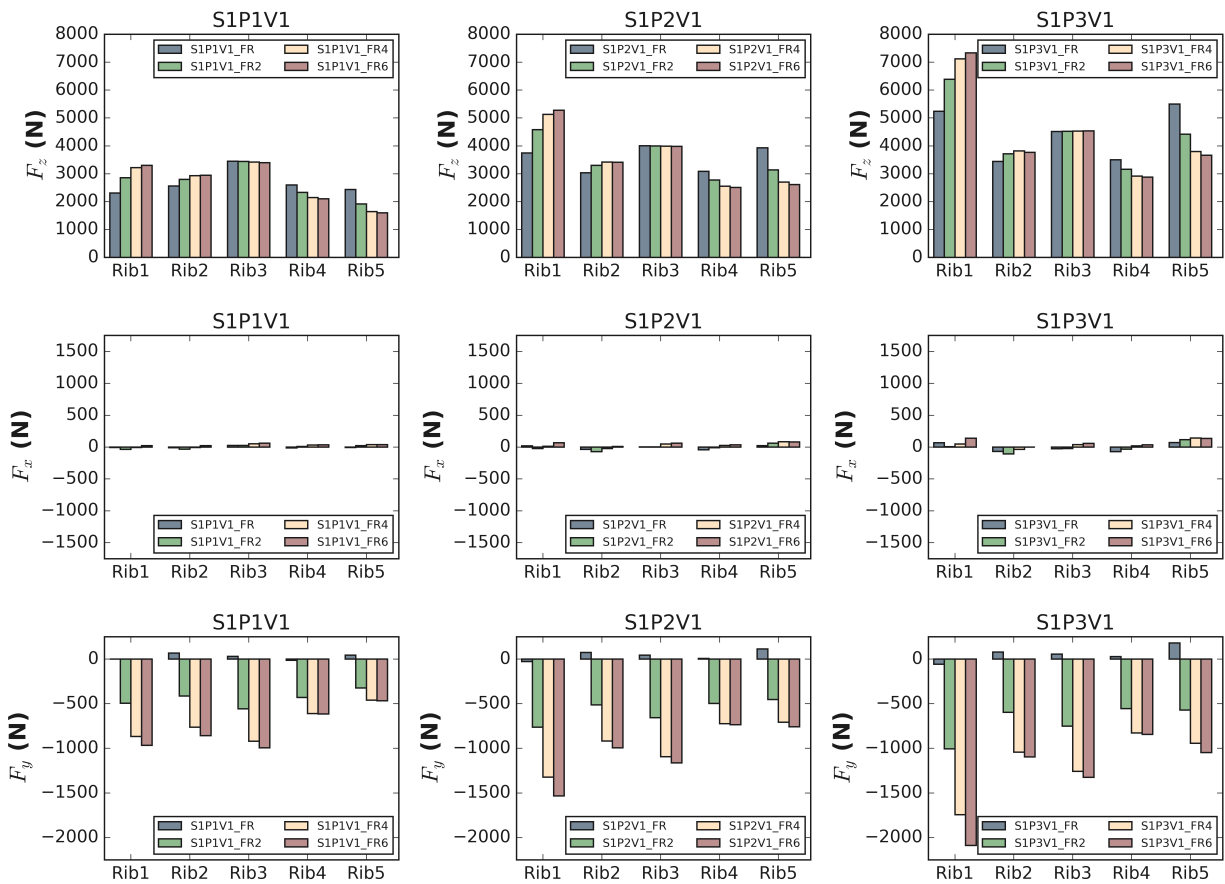 S1P1V1
8000
7000
6000
5000
4000
3000
2000
1000
0
F_z (N)
S1P1V1_FR
S1P1V1_FR2
S1P1V1_FR4
S1P1V1_FR6
Rib1 Rib2 Rib3 Rib4 Rib5
S1P2V1
8000
7000
6000
5000
4000
3000
2000
1000
0
F_z (N)
S1P2V1_FR
S1P2V1_FR2
S1P2V1_FR4
S1P2V1_FR6
Rib1 Rib2 Rib3 Rib4 Rib5
S1P3V1
8000
7000
6000
5000
4000
3000
2000
1000
0
F_z (N)
S1P3V1_FR
S1P3V1_FR2
S1P3V1_FR4
S1P3V1_FR6
Rib1 Rib2 Rib3 Rib4 Rib5
S1P1V1
1500
1000
500
0
−500
−1000
−1500
F_x (N)
S1P1V1_FR
S1P1V1_FR2
S1P1V1_FR4
S1P1V1_FR6
Rib1 Rib2 Rib3 Rib4 Rib5
S1P2V1
1500
1000
500
0
−500
−1000
−1500
F_x (N)
S1P2V1_FR
S1P2V1_FR2
S1P2V1_FR4
S1P2V1_FR6
Rib1 Rib2 Rib3 Rib4 Rib5
S1P3V1
1500
1000
500
0
−500
−1000
−1500
F_x (N)
S1P3V1_FR
S1P3V1_FR2
S1P3V1_FR4
S1P3V1_FR6
Rib1 Rib2 Rib3 Rib4 Rib5
S1P1V1
0
−500
−1000
−1500
−2000
F_y (N)
S1P1V1_FR
S1P1V1_FR2
S1P1V1_FR4
S1P1V1_FR6
Rib1 Rib2 Rib3 Rib4 Rib5
S1P2V1
0
−500
−1000
−1500
−2000
F_y (N)
S1P2V1_FR
S1P2V1_FR2
S1P2V1_FR4
S1P2V1_FR6
Rib1 Rib2 Rib3 Rib4 Rib5
S1P3V1
0
−500
−1000
−1500
−2000
F_y (N)
S1P3V1_FR
S1P3V1_FR2
S1P3V1_FR4
S1P3V1_FR6
Rib1 Rib2 Rib3 Rib4 Rib5